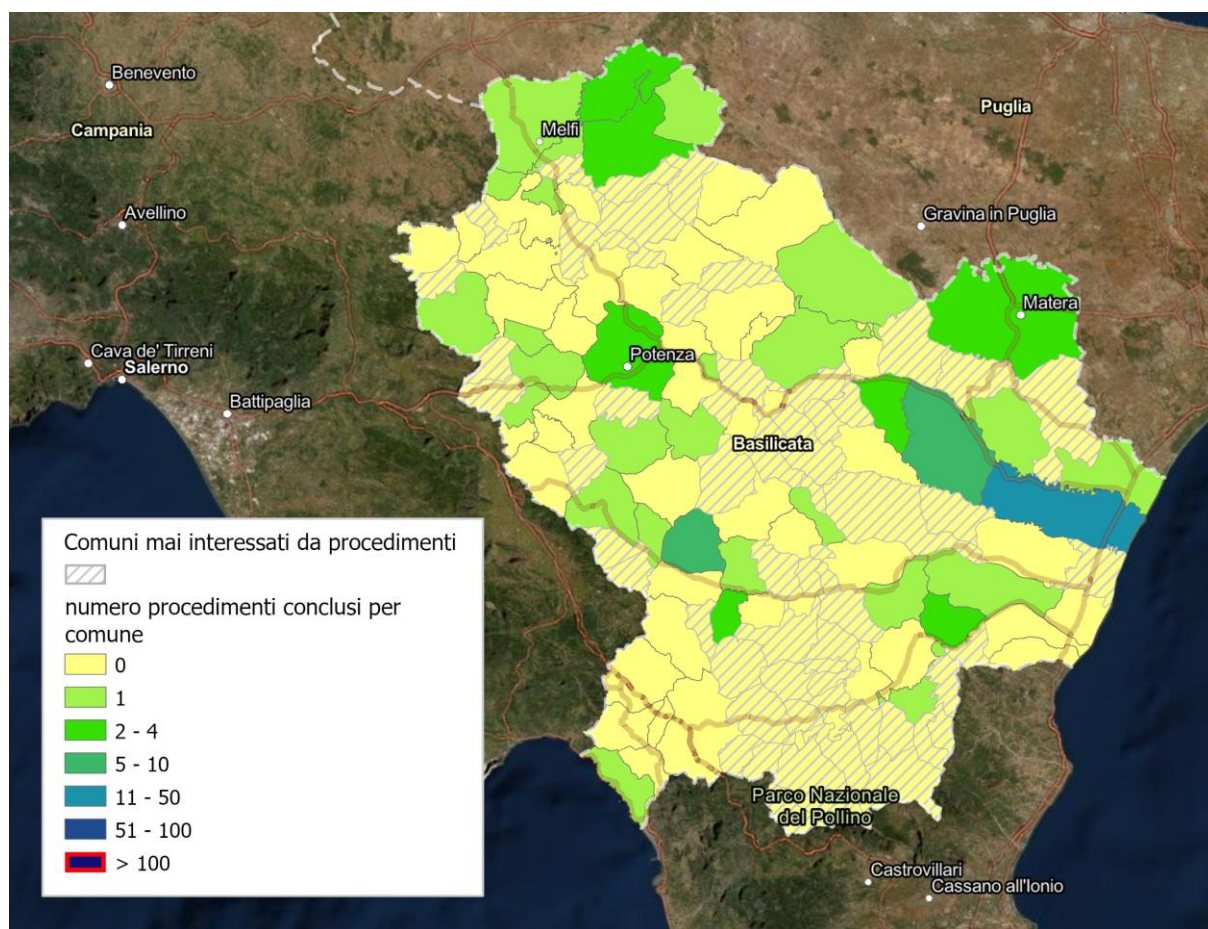 Benevento
Campania
Melfi
Puglia
Avellino
Gravina in Puglia
Matera
Cava de' Tirreni
Salerno
Potenza
Battipaglia
Basilicata
Comuni mai interessati da procedimenti
numero procedimenti conclusi per
comune
0
1
2 - 4
5 - 10
11 - 50
51 - 100
> 100
Parco Nazionale
del Pollino
Castrovillari
Cassano all'Ionio